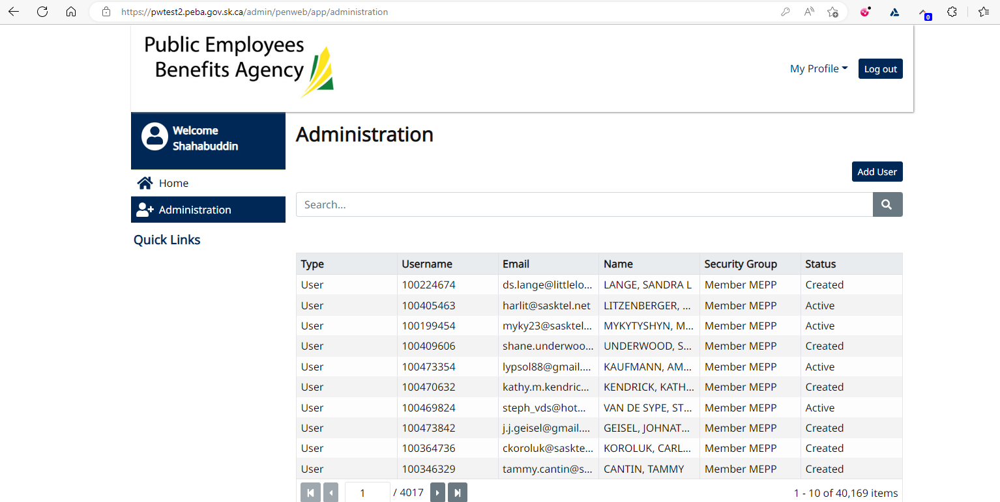 https://pwtest2.peba.gov.sk.ca/admin/penweb/app/administration
0
Public Employees
Benefits Agency
My Profile
Log out
Welcome
Shahabuddin
Home
Administration
Quick Links
Administration
Add User
Search...
Type Username Email Name Security Group Status
User 100224674 ds.lange@littlelo... LANGE, SANDRA L Member MEPP Created
User 100405463 harlit@sasktel.net LITZENBERGER, ... Member MEPP Active
User 100199454 myky23@sasktel... MYKYTYSHYN, M... Member MEPP Active
User 100409606 shane.underwoo... UNDERWOOD, S... Member MEPP Created
User 100473354 lypsol88@gmail.... KAUFMANN, AM... Member MEPP Active
User 100470632 kathy.m.kendric... KENDRICK, KATH... Member MEPP Created
User 100469824 steph_vds@hot... VAN DE SYPE, ST... Member MEPP Active
User 100473842 j.j.geisel@gmail.... GEISEL, JOHNAT... Member MEPP Created
User 100364736 ckoroluk@saskte... KOROLUK, CARL... Member MEPP Created
User 100346329 tammy.cantin@s... CANTIN, TAMMY Member MEPP Created
1 / 4017 1 - 10 of 40,169 items